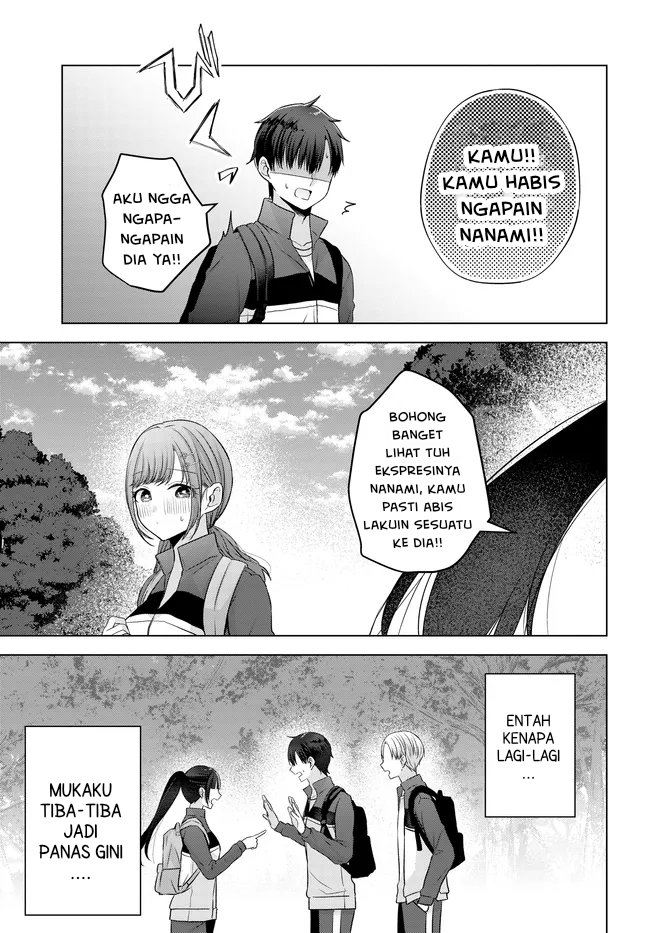 KAMU!!
KAMU HABIS
NGAPAIN
NANAMI!!
AKU NGGA
NGAPA-
NGAPAIN
DIA YA!!
BOHONG
BANGET
LIHAT TUH
EKSPRESINYA
NANAMI, KAMU
PASTI ABIS
LAKUIN SESUATU
KE DIA!!
ENTAH
KENAPA
LAGI-LAGI
...
MUKAKU
TIBA-TIBA
JADI
PANAS GINI
....